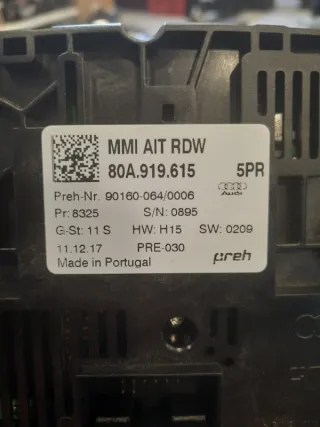 MMI AIT RDW
80A.919.615 5PR
Preh-Nr. 90160-064/0006
Audi
Pr: 8325 S/N: 0895
G-St: 11 S HW: H15 SW: 0209
11.12.17 PRE-030
Made in Portugal
preh